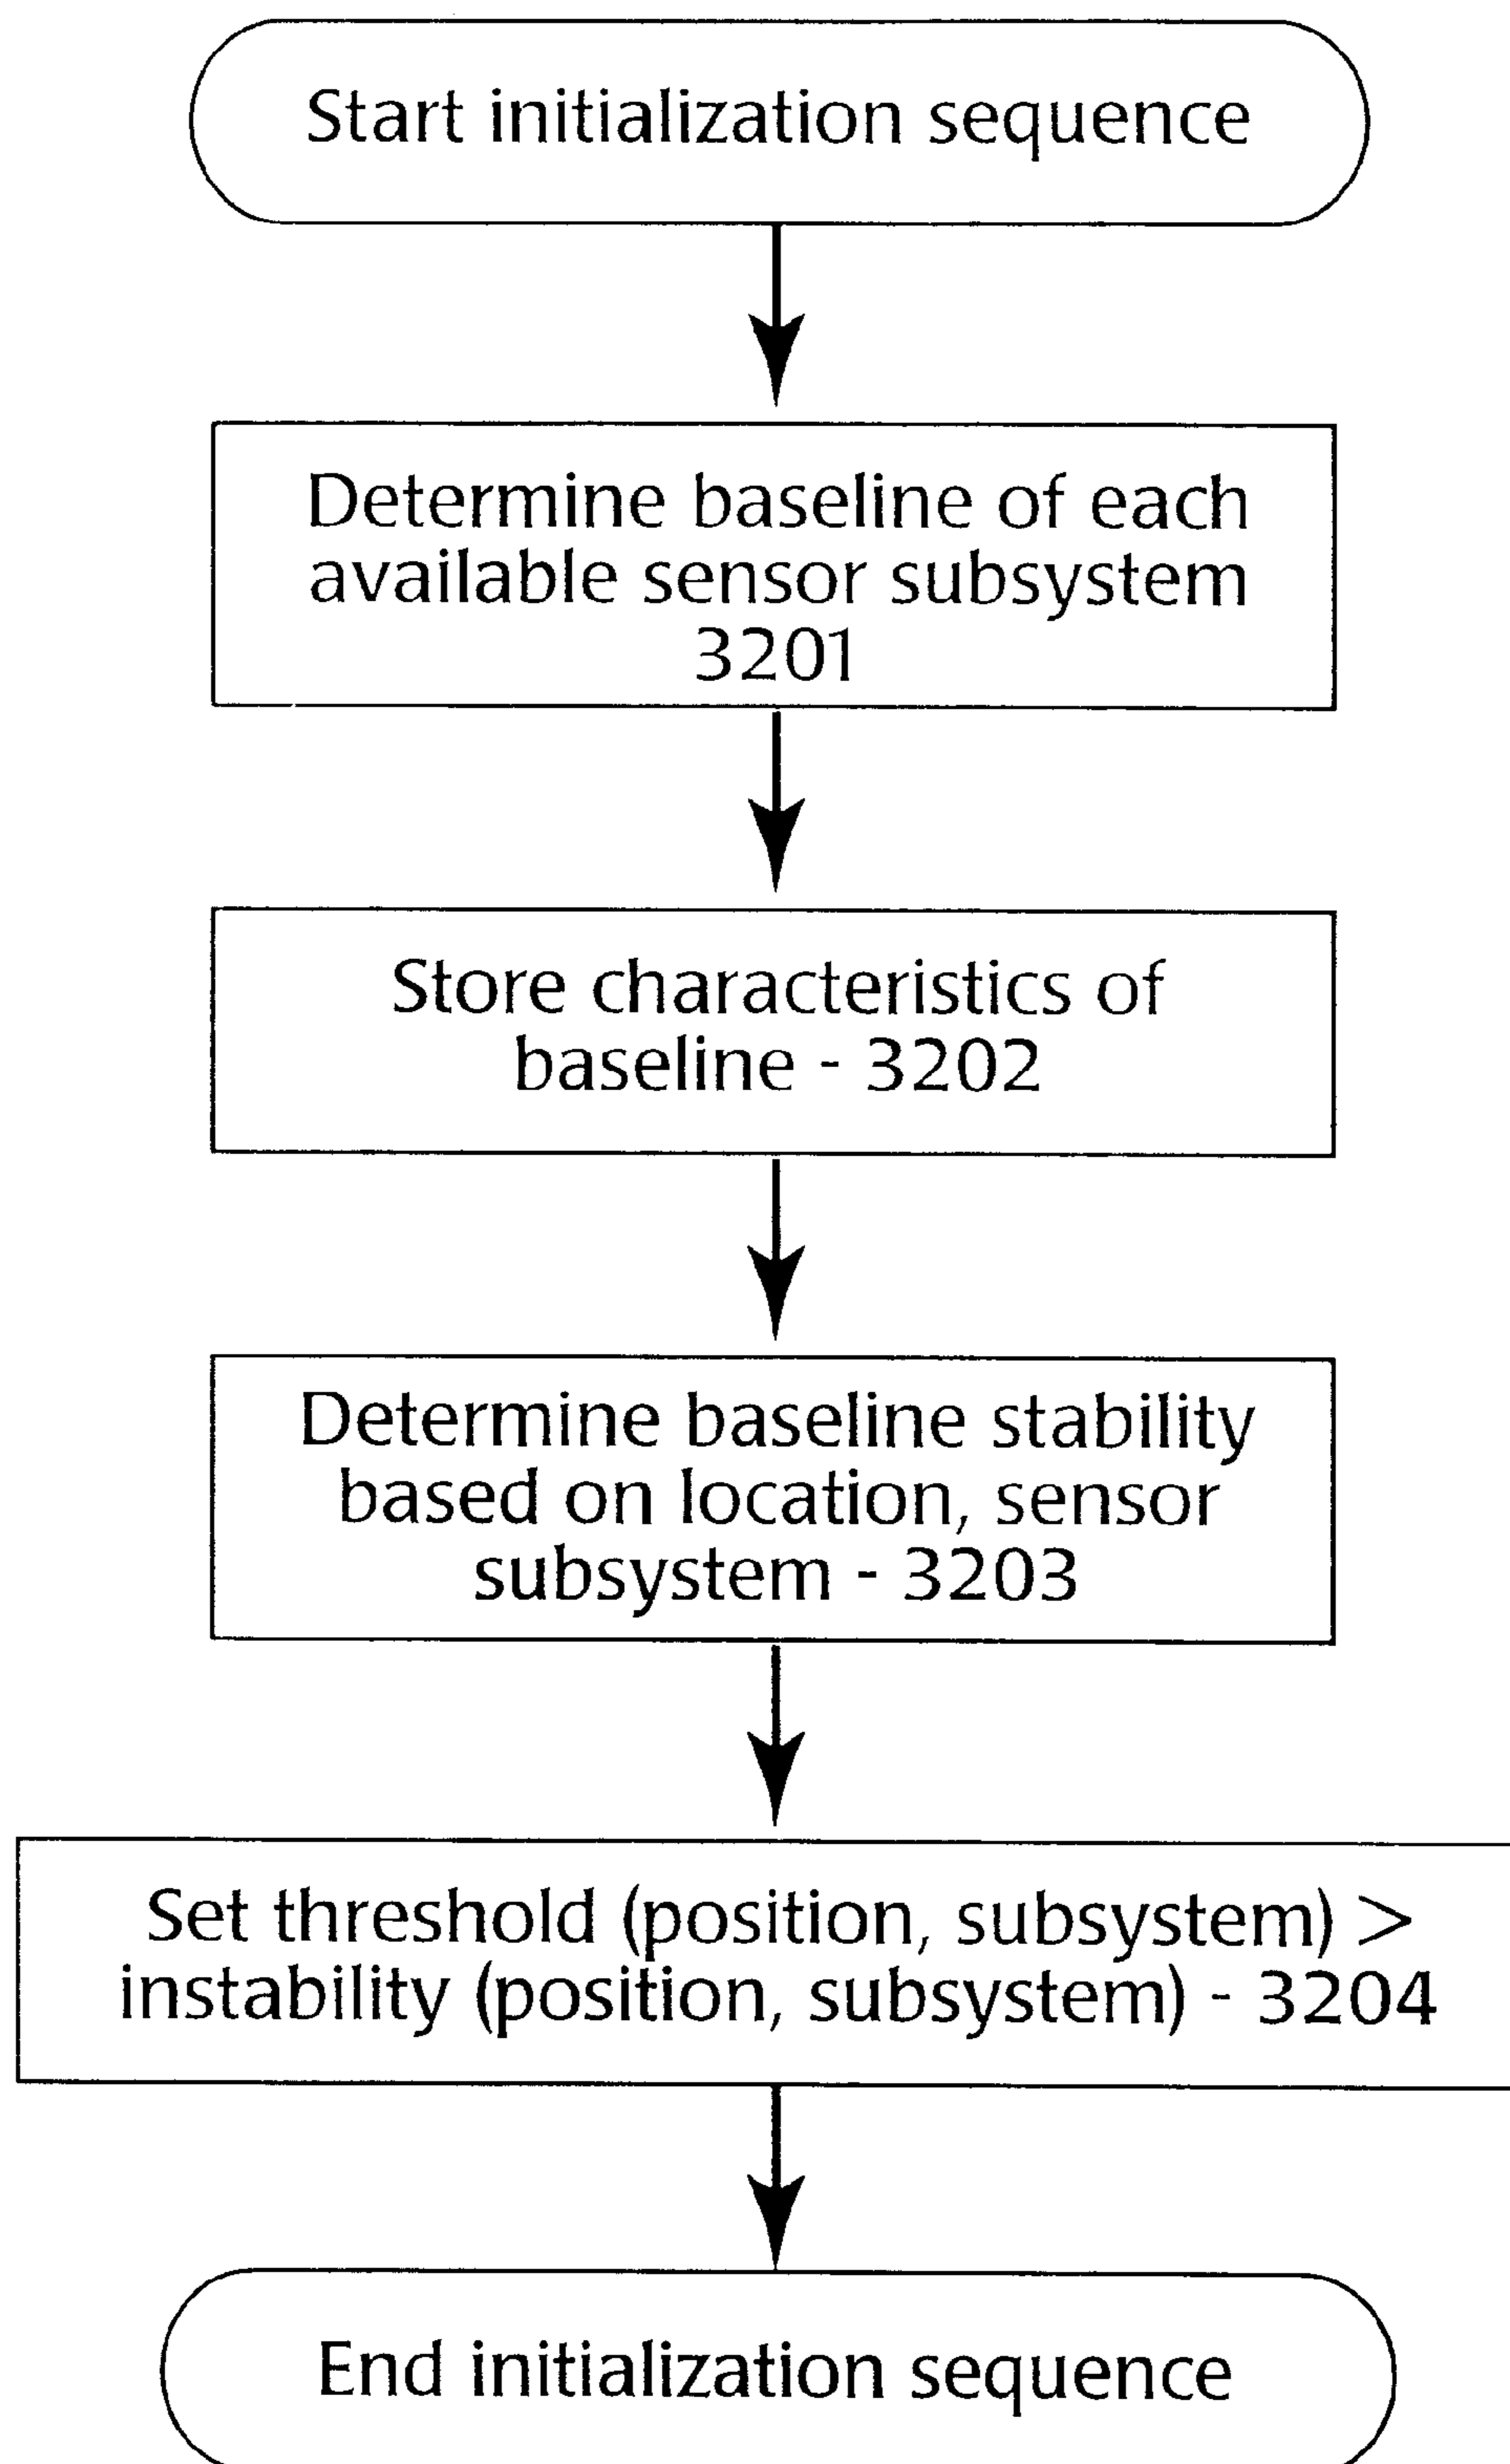 Start initialization sequence
Determine baseline of each
available sensor subsystem
3201
Store characteristics of
baseline - 3202
Determine baseline stability
based on location, sensor
subsystem - 3203
Set threshold (position, subsystem) >
instability (position, subsystem) - 3204
End initialization sequence